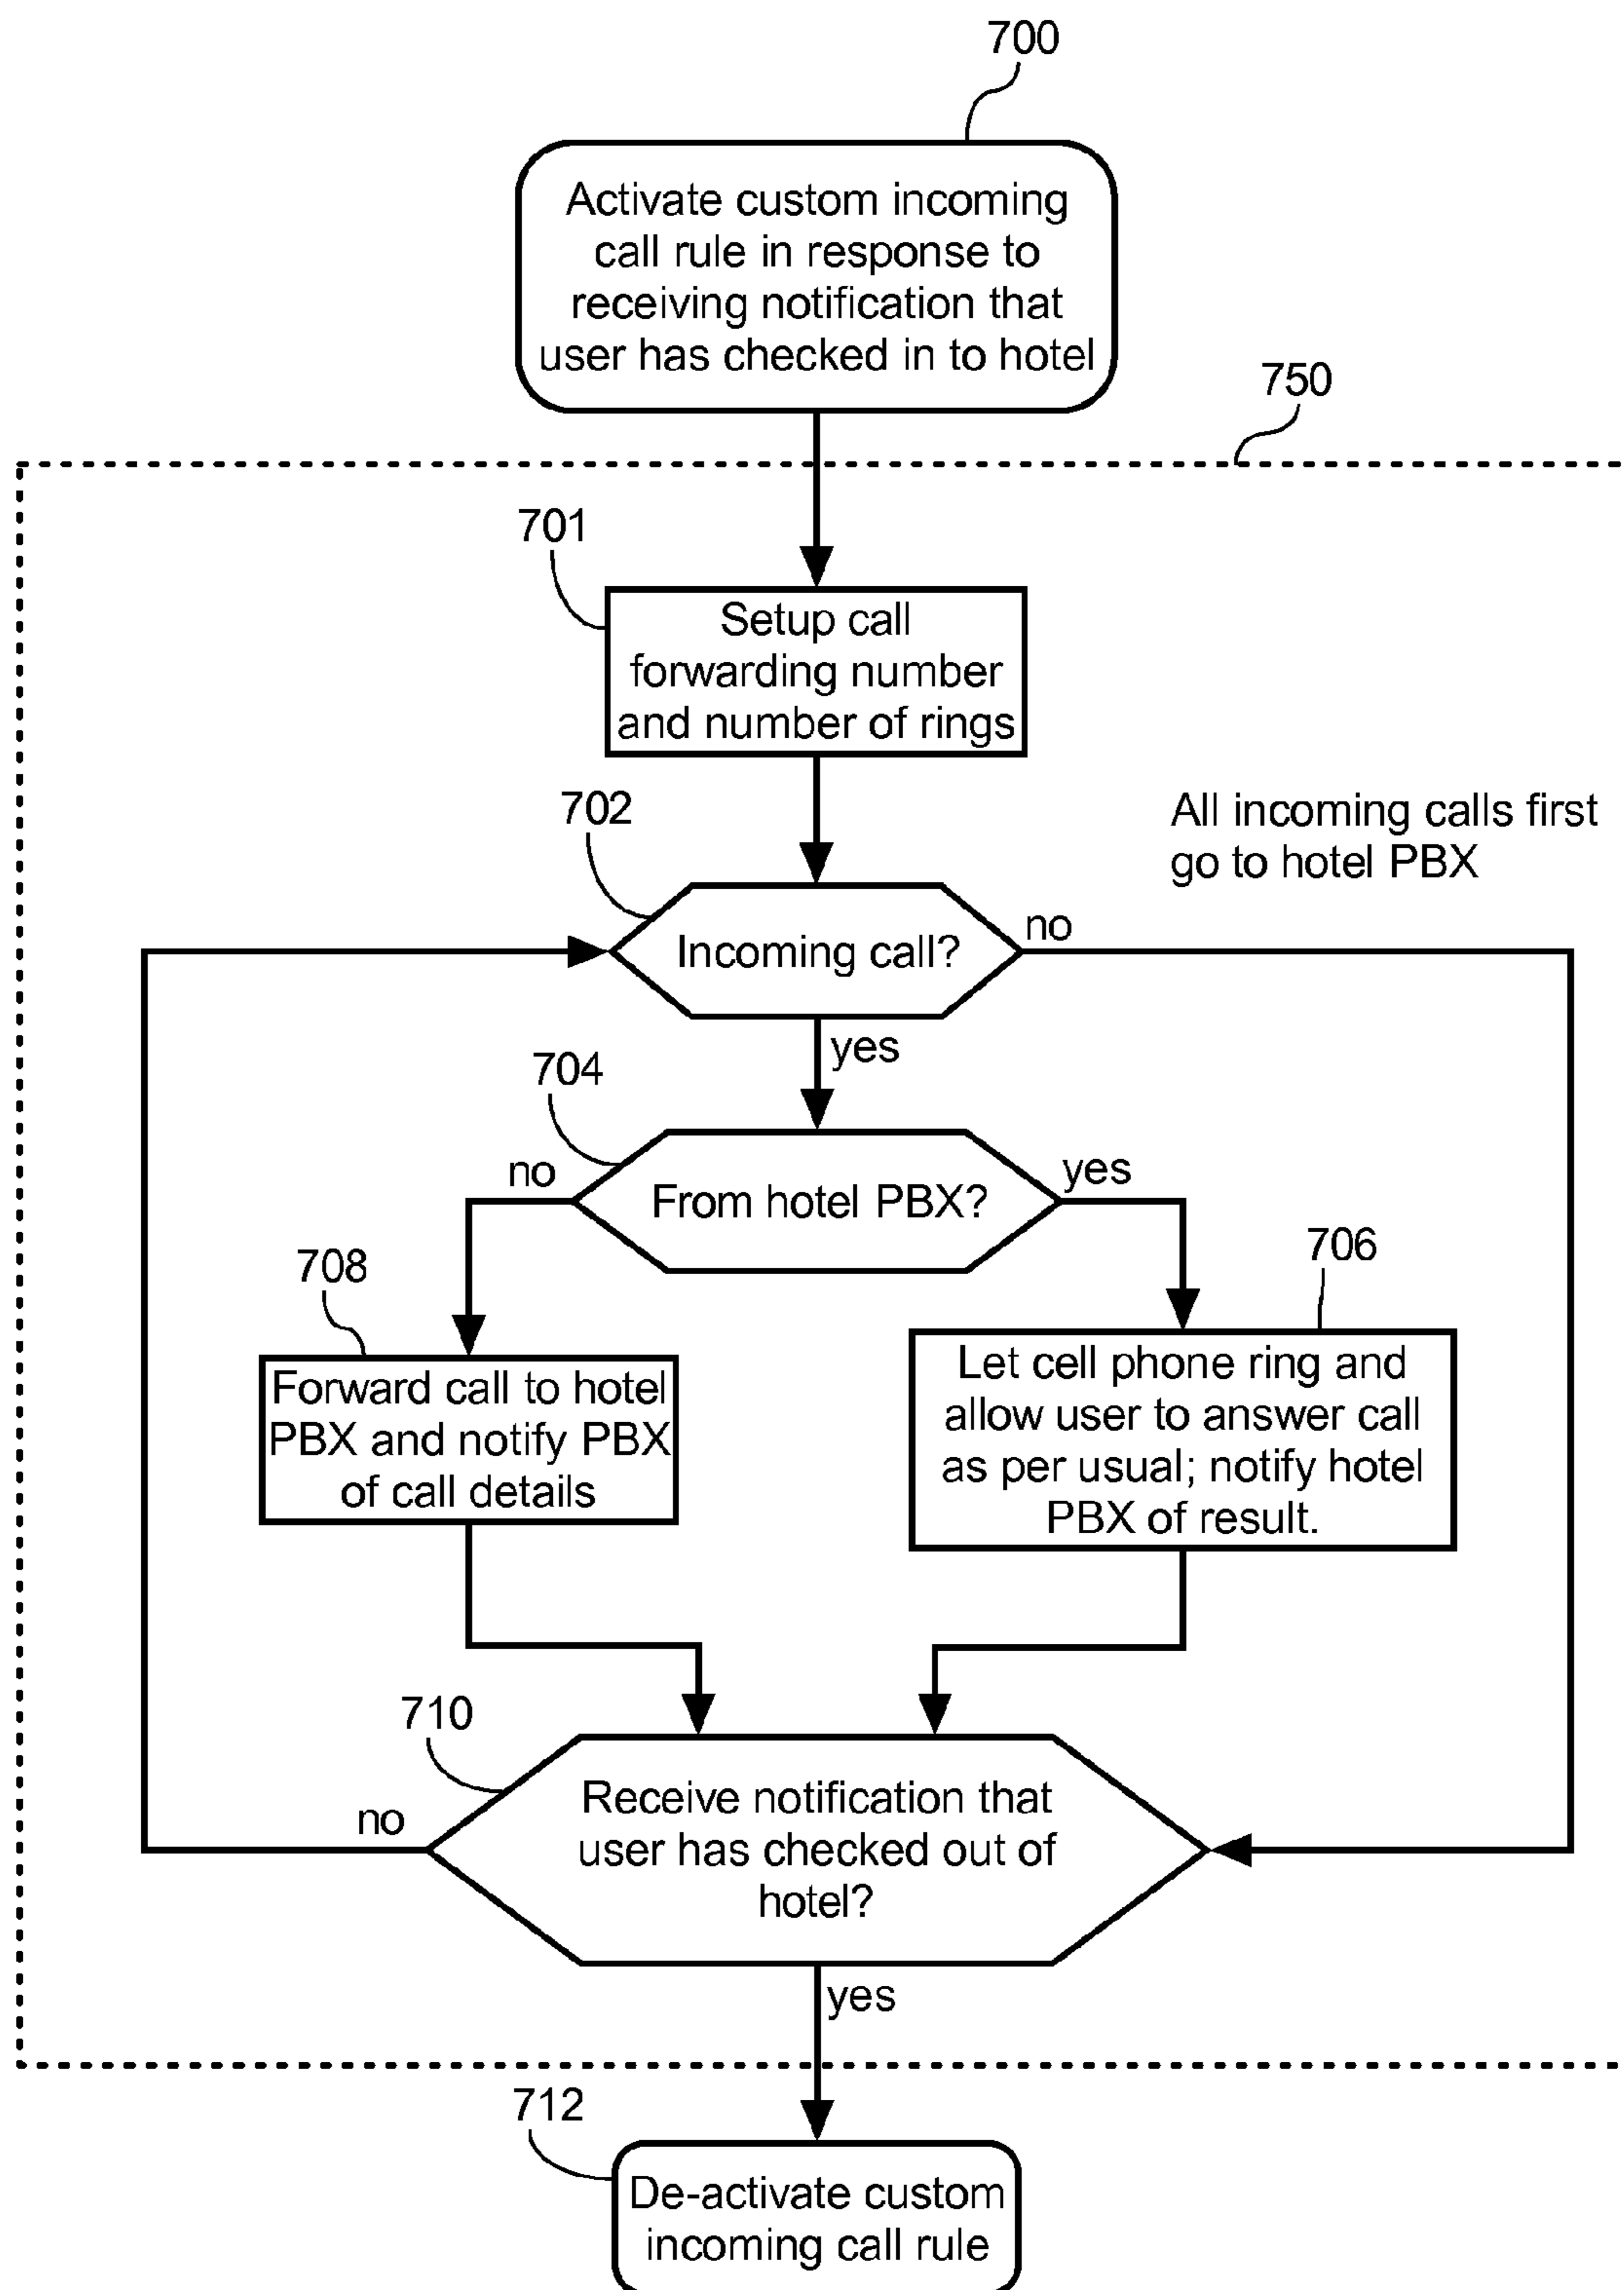 700
Activate custom incoming
call rule in response to
receiving notification that
user has checked in to hotel
750
701
Setup call
forwarding number
and number of rings
702
All incoming calls first
go to hotel PBX
Incoming call?
no
yes
704
no
From hotel PBX?
yes
708
706
Forward call to hotel
PBX and notify PBX
of call details
Let cell phone ring and
allow user to answer call
as per usual; notify hotel
PBX of result.
710
no
Receive notification that
user has checked out of
hotel?
yes
712
De-activate custom
incoming call rule